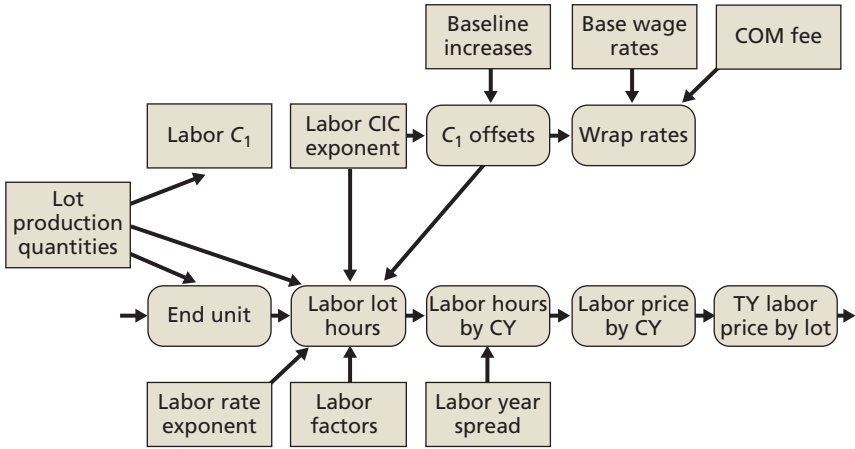 Baseline
increases
Base wage
rates
COM fee
Labor C1
Labor CIC
exponent
C1 offsets
Wrap rates
Lot
production
quantities
End unit
Labor lot
hours
Labor hours
by CY
Labor price
by CY
TY labor
price by lot
Labor rate
exponent
Labor
factors
Labor year
spread